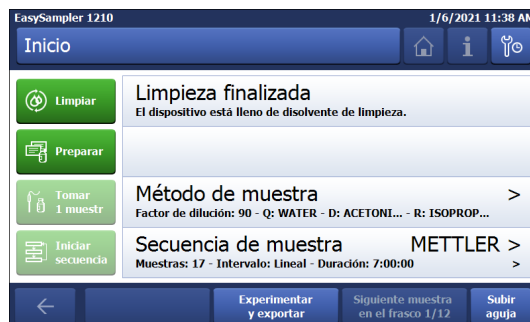 EasySampler 1210
1/6/2021 11:38 AM
Inicio
Limpiar
Limpieza finalizada
El dispositivo está lleno de disolvente de limpieza.
Preparar
Tomar
1 muestr
Método de muestra >
Factor de dilución: 90 - Q: WATER - D: ACETONI... - R: ISOPROP...
Iniciar
secuencia
Secuencia de muestra METTLER >
Muestras: 17 - Intervalo: Lineal - Duración: 7:00:00 >
Experimentar
y exportar
Siguiente muestra
en el frasco 1/12
Subir
aguja